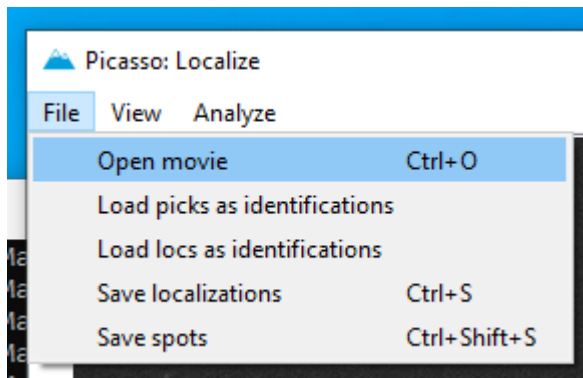 Picasso: Localize
File View Analyze
Open movie Ctrl+O
Load picks as identifications
Load locs as identifications
Save localizations Ctrl+S
Save spots Ctrl+Shift+S